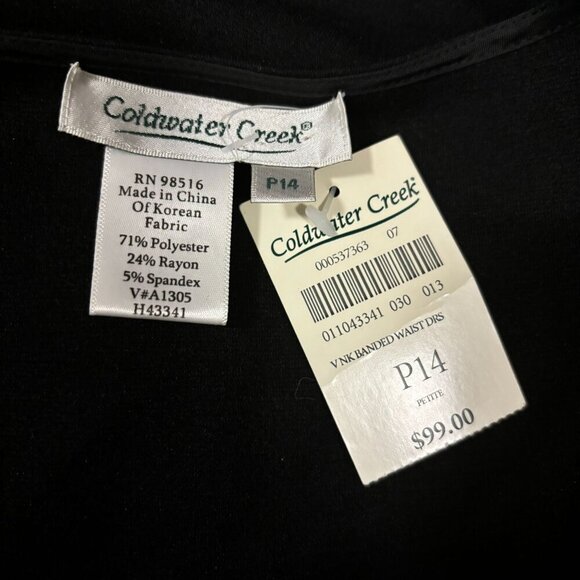 Coldwater Creek®
P14
RN 98516
Made in China
Of Korean
Fabric
71% Polyester
24% Rayon
5% Spandex
V#A1305
H43341
Coldwater Creek®
000537363 07
011043341 030 013
V NK BANDED WAIST DRS
P14
PETITE
$99.00